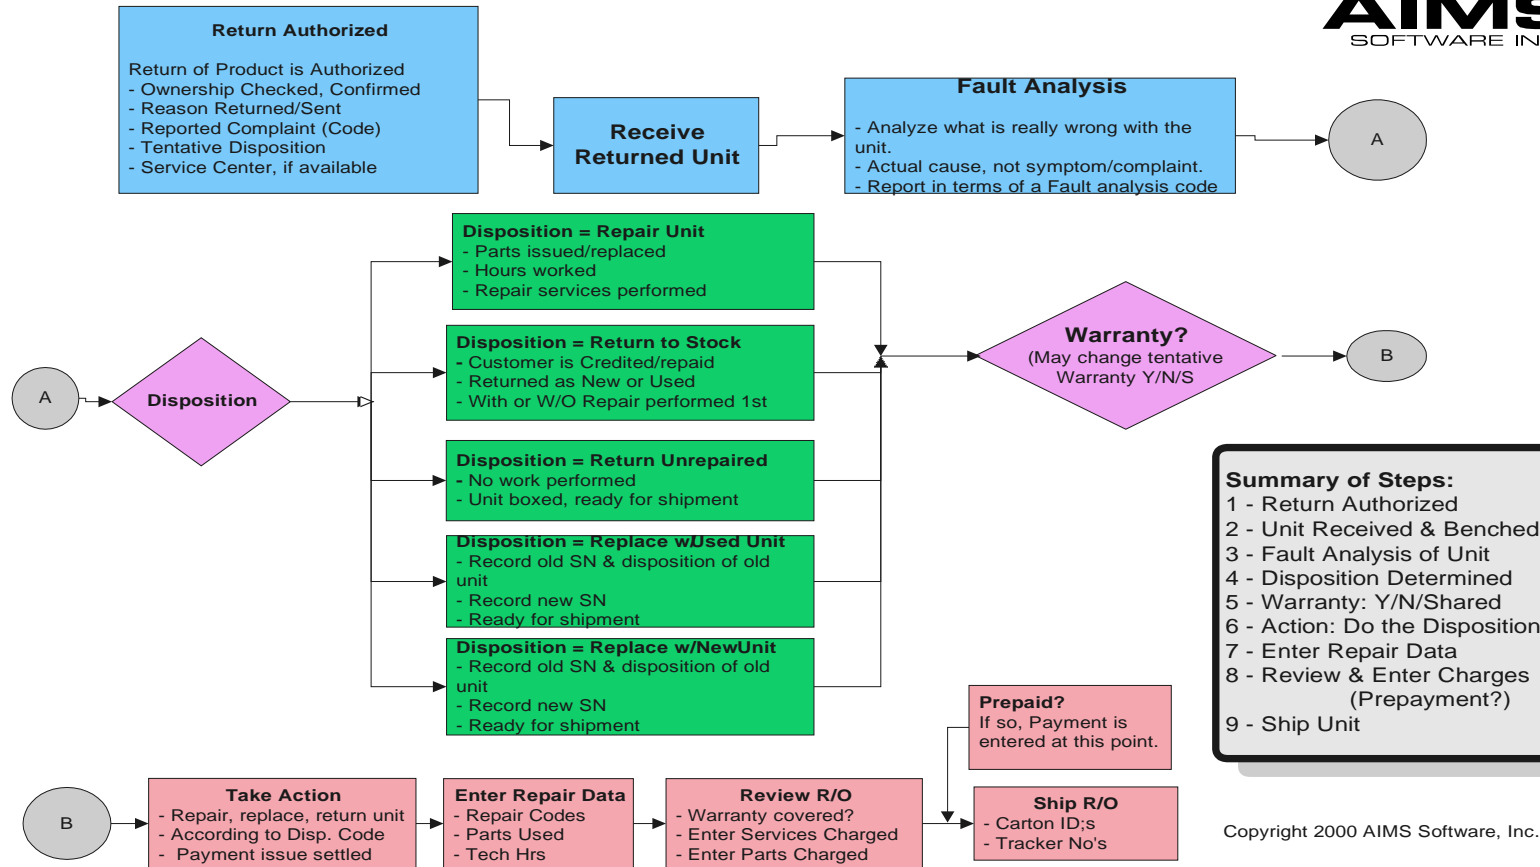 AIMS
SOFTWARE IN
Return Authorized
Return of Product is Authorized
- Ownership Checked, Confirmed
- Reason Returned/Sent
- Reported Complaint (Code)
- Tentative Disposition
- Service Center, if available
Receive
Returned Unit
Fault Analysis
- Analyze what is really wrong with the
unit.
- Actual cause, not symptom/complaint.
- Report in terms of a Fault analysis code
A
A
Disposition
Disposition = Repair Unit
- Parts issued/replaced
- Hours worked
- Repair services performed
Disposition = Return to Stock
- Customer is Credited/repaid
- Returned as New or Used
- With or W/O Repair performed 1st
Disposition = Return Unrepaired
- No work performed
- Unit boxed, ready for shipment
Disposition = Replace w/Used Unit
- Record old SN & disposition of old
unit
- Record new SN
- Ready for shipment
Disposition = Replace w/NewUnit
- Record old SN & disposition of old
unit
- Record new SN
- Ready for shipment
Warranty?
(May change tentative
Warranty Y/N/S
B
Summary of Steps:
1 - Return Authorized
2 - Unit Received & Benched
3 - Fault Analysis of Unit
4 - Disposition Determined
5 - Warranty: Y/N/Shared
6 - Action: Do the Disposition
7 - Enter Repair Data
8 - Review & Enter Charges
(Prepayment?)
9 - Ship Unit
B
Take Action
- Repair, replace, return unit
- According to Disp. Code
- Payment issue settled
Enter Repair Data
- Repair Codes
- Parts Used
- Tech Hrs
Review R/O
- Warranty covered?
- Enter Services Charged
- Enter Parts Charged
Prepaid?
If so, Payment is
entered at this point.
Ship R/O
- Carton ID;s
- Tracker No's
Copyright 2000 AIMS Software, Inc.